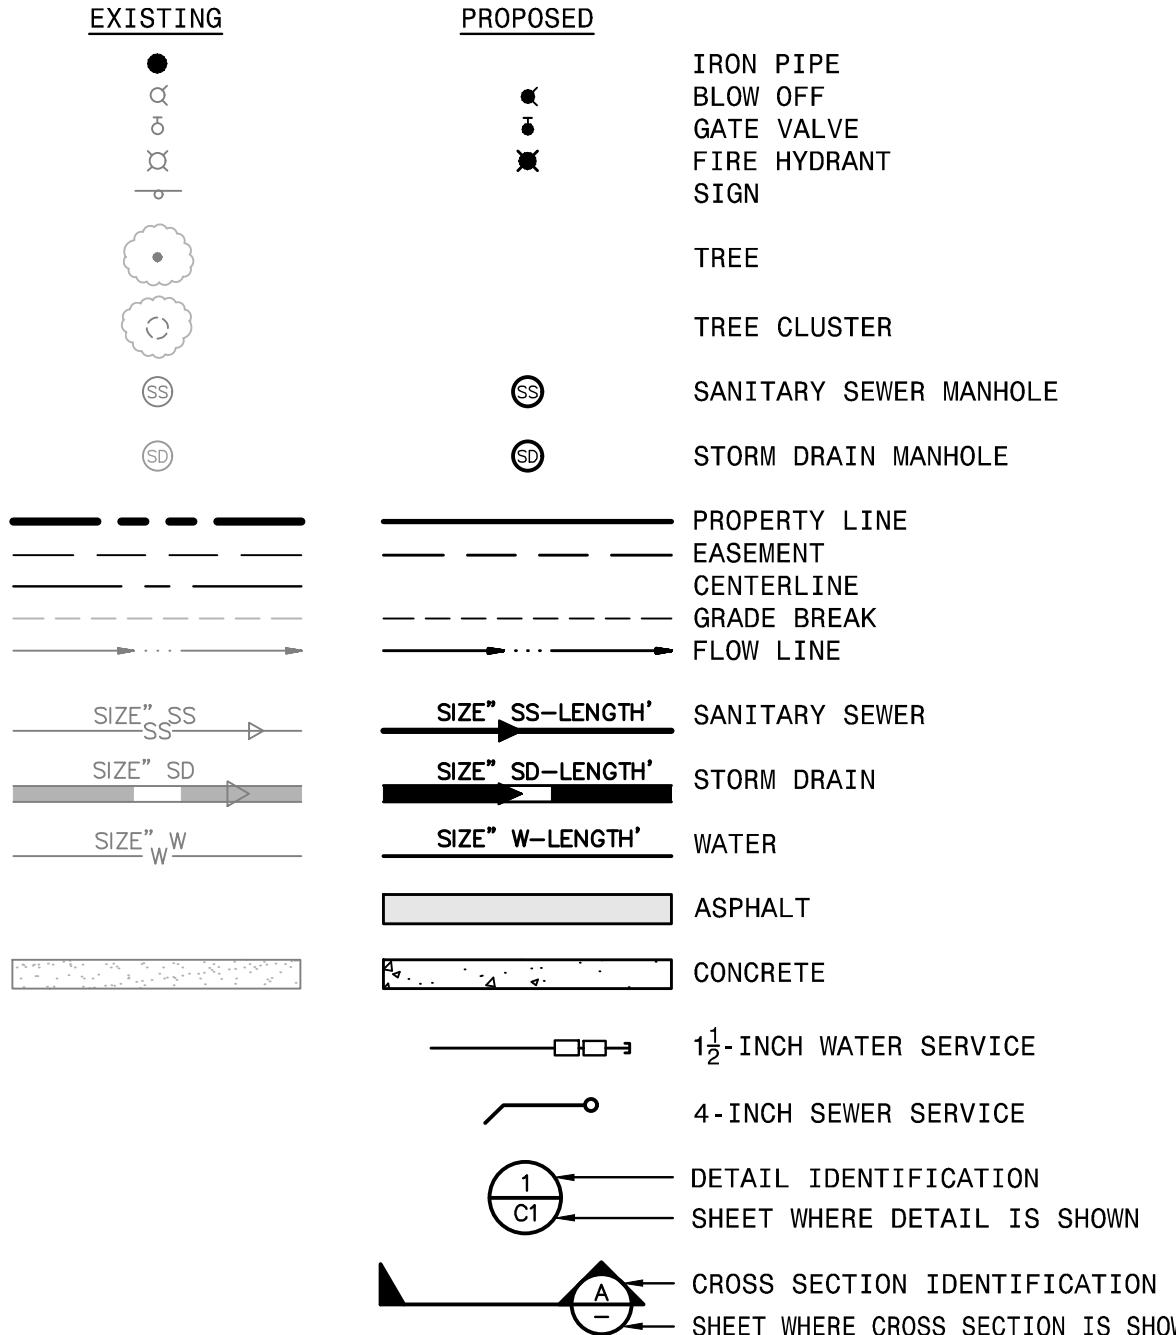 EXISTING PROPOSED
IRON PIPE
BLOW OFF
GATE VALVE
FIRE HYDRANT
SIGN
TREE
TREE CLUSTER
SS SS SANITARY SEWER MANHOLE
SD SD STORM DRAIN MANHOLE
PROPERTY LINE
EASEMENT
CENTERLINE
GRADE BREAK
FLOW LINE
SIZE" SS SIZE" SS-LENGTH' SANITARY SEWER
SS
SIZE" SD SIZE" SD-LENGTH' STORM DRAIN
SIZE" W SIZE" W-LENGTH' WATER
W
ASPHALT
CONCRETE
1½-INCH WATER SERVICE
4-INCH SEWER SERVICE
1 DETAIL IDENTIFICATION
C1 SHEET WHERE DETAIL IS SHOWN
A CROSS SECTION IDENTIFICATION
– SHEET WHERE CROSS SECTION IS